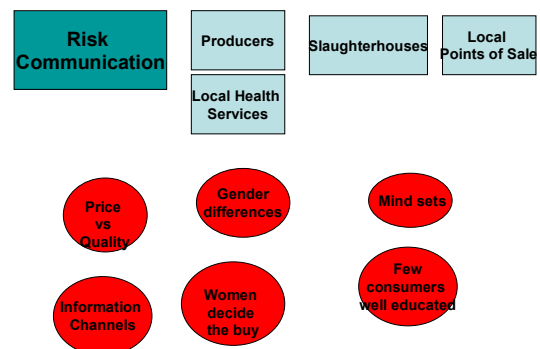 Risk
Communication
Producers
Slaughterhouses
Local
Points of Sale
Local Health
Services
Price
vs
Quality
Gender
differences
Mind sets
Information
Channels
Women
decide
the buy
Few
consumers
well educated